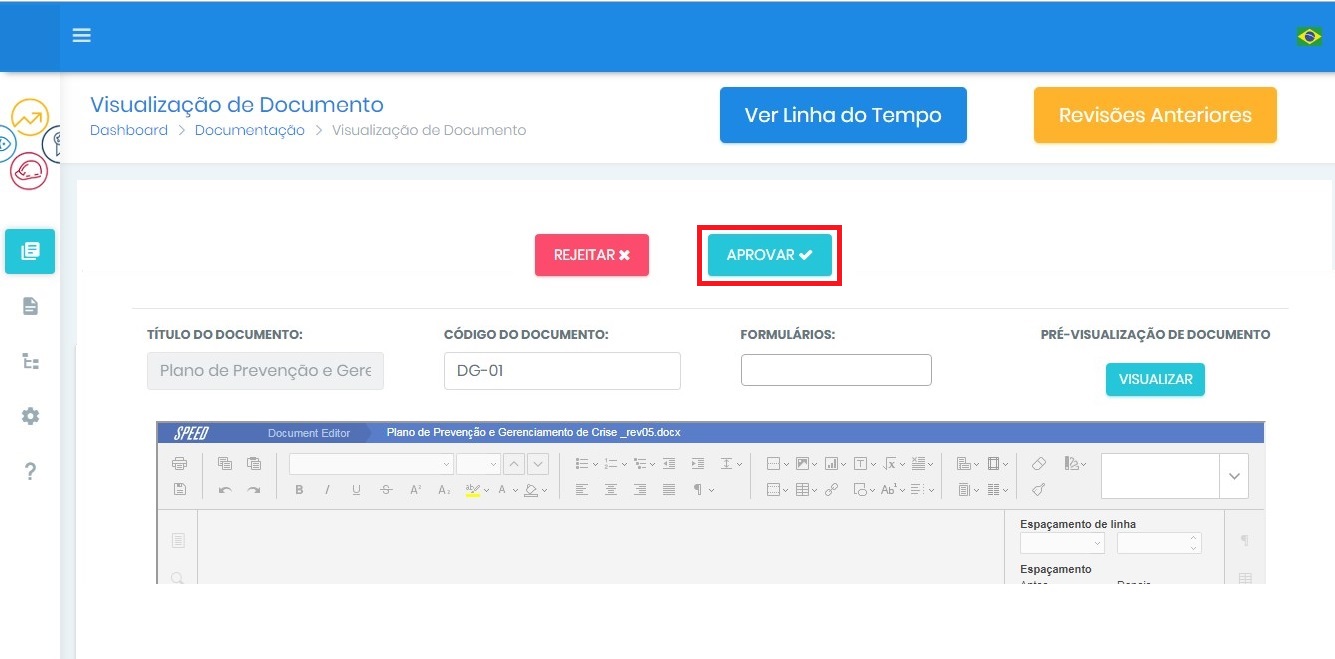 Visualização de Documento
Dashboard > Documentação > Visualização de Documento
Ver Linha do Tempo
Revisões Anteriores
REJEITAR ✖
APROVAR ✔
TÍTULO DO DOCUMENTO:
CÓDIGO DO DOCUMENTO:
FORMULÁRIOS:
PRÉ-VISUALIZAÇÃO DE DOCUMENTO
Plano de Prevenção e Gere
DG-01
VISUALIZAR
SPEED
Document Editor
Plano de Prevenção e Gerenciamento de Crise _rev05.docx
Espaçamento de linha
Espaçamento
Antes
Depois